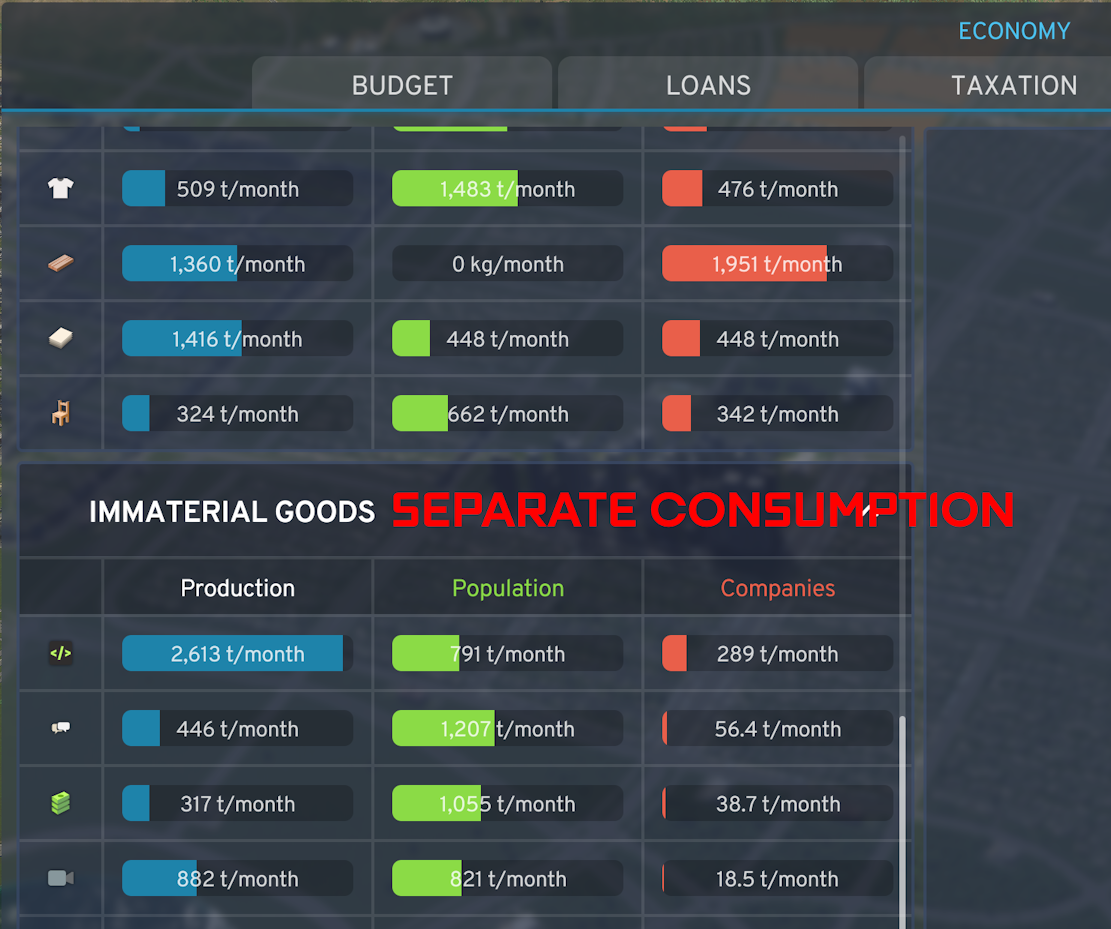 ECONOMY
BUDGET LOANS TAXATION
509 t/month 1,483 t/month 476 t/month
1,360 t/month 0 kg/month 1,951 t/month
1,416 t/month 448 t/month 448 t/month
324 t/month 662 t/month 342 t/month
IMMATERIAL GOODS SEPARATE CONSUMPTION
Production Population Companies
</> 2,613 t/month 791 t/month 289 t/month
446 t/month 1,207 t/month 56.4 t/month
317 t/month 1,055 t/month 38.7 t/month
882 t/month 821 t/month 18.5 t/month